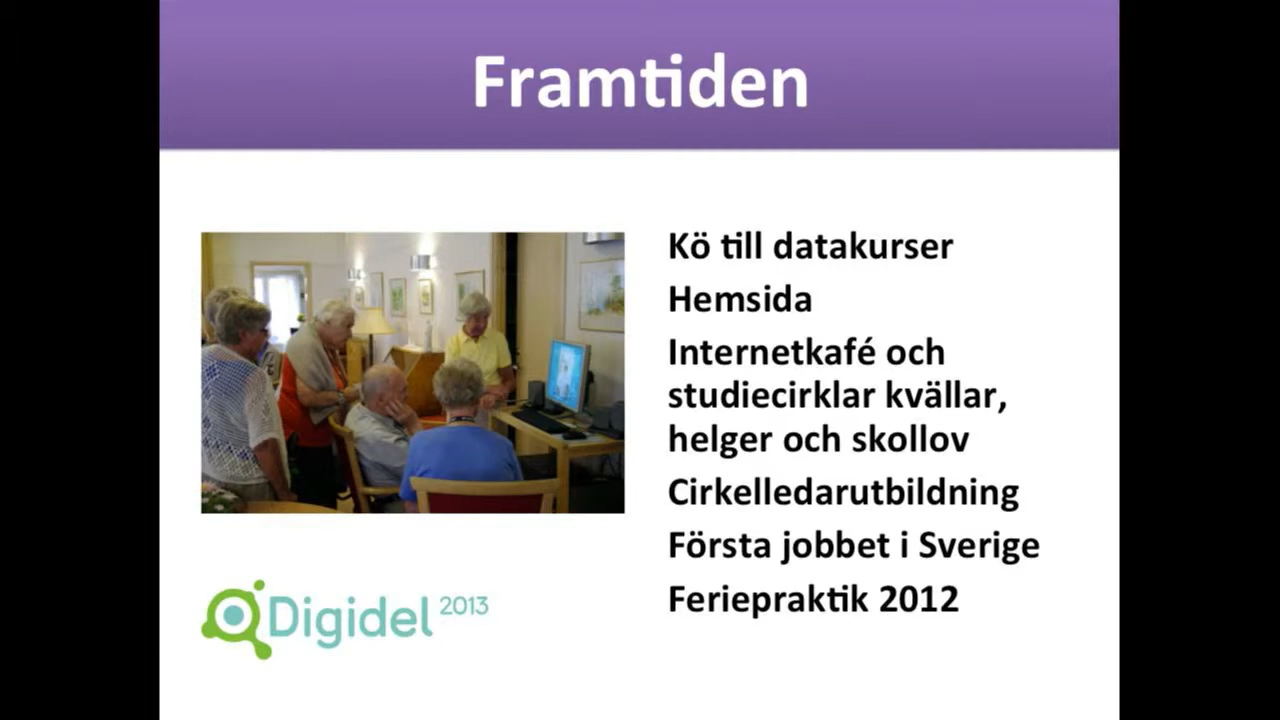 Framtiden
Kö till datakurser
Hemsida
Internetkafé och
studiecirklar kvällar,
helger och skollov
Cirkelledarutbildning
Första jobbet i Sverige
Feriepraktik 2012
Digidel 2013